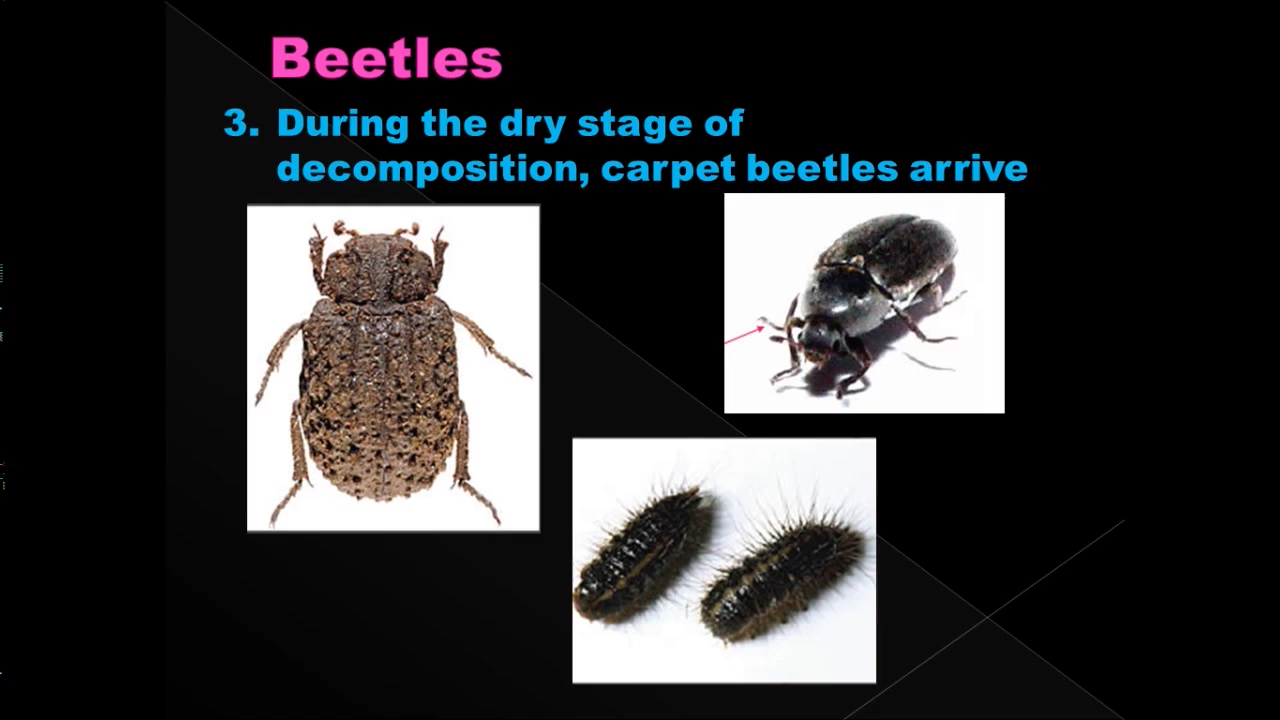 Beetles
3. During the dry stage of
decomposition, carpet beetles arrive